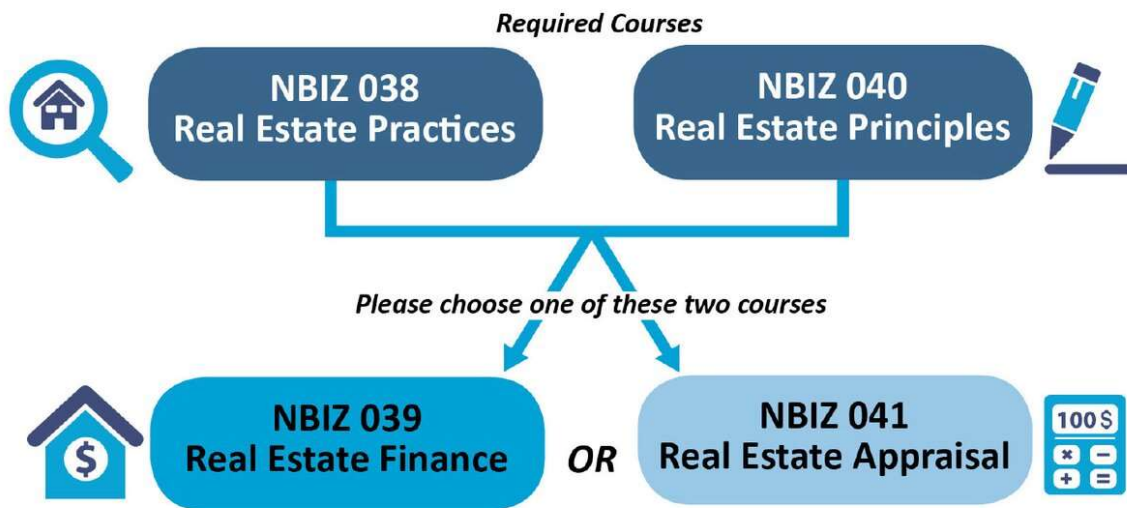 Required Courses
NBIZ 038
Real Estate Practices
NBIZ 040
Real Estate Principles
Please choose one of these two courses
$
NBIZ 039
Real Estate Finance
OR
NBIZ 041
Real Estate Appraisal
100$
× −
+ =